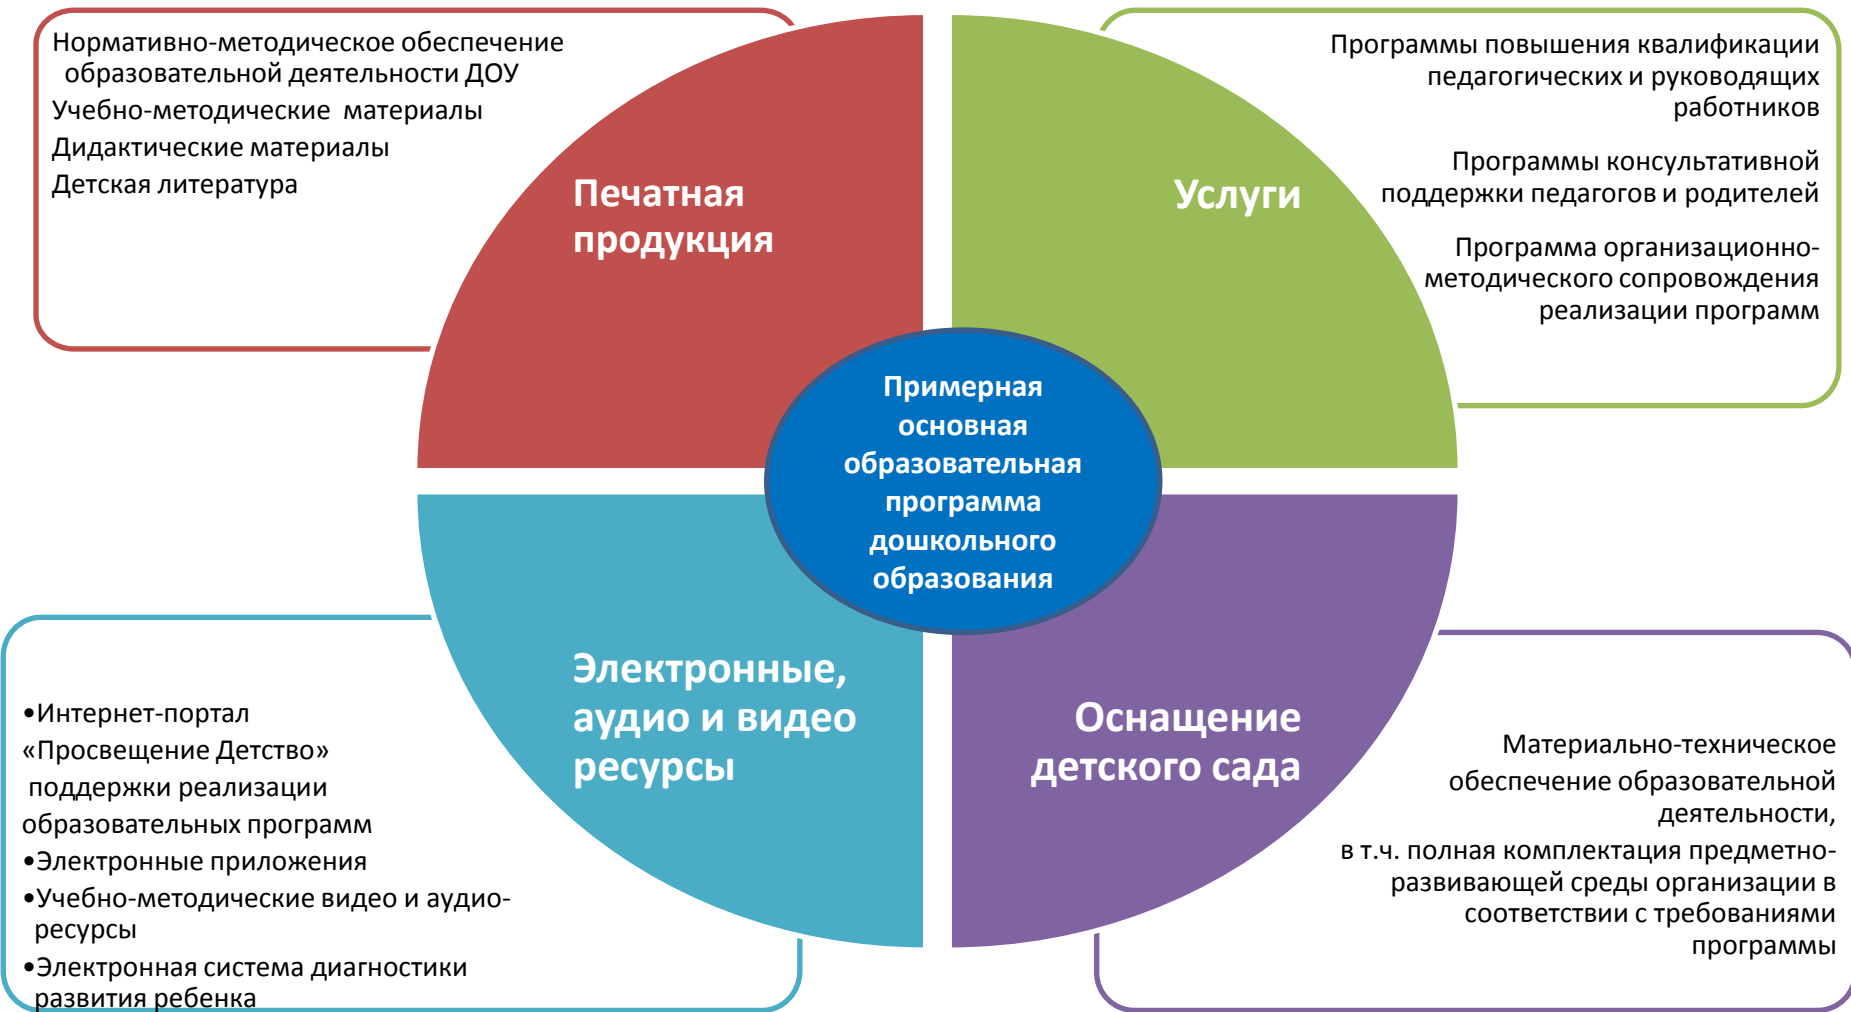 Нормативно-методическое обеспечение
образовательной деятельности ДОУ
Учебно-методические материалы
Дидактические материалы
Детская литература
Печатная
продукция
Услуги
Программы повышения квалификации
педагогических и руководящих
работников
Программы консультативной
поддержки педагогов и родителей
Программа организационно-
методического сопровождения
реализации программ
Примерная
основная
образовательная
программа
дошкольного
образования
Электронные,
аудио и видео
ресурсы
•Интернет-портал
«Просвещение Детство»
поддержки реализации
образовательных программ
•Электронные приложения
•Учебно-методические видео и аудио-
ресурсы
•Электронная система диагностики
развития ребенка
Оснащение
детского сада
Материально-техническое
обеспечение образовательной
деятельности,
в т.ч. полная комплектация предметно-
развивающей среды организации в
соответствии с требованиями
программы